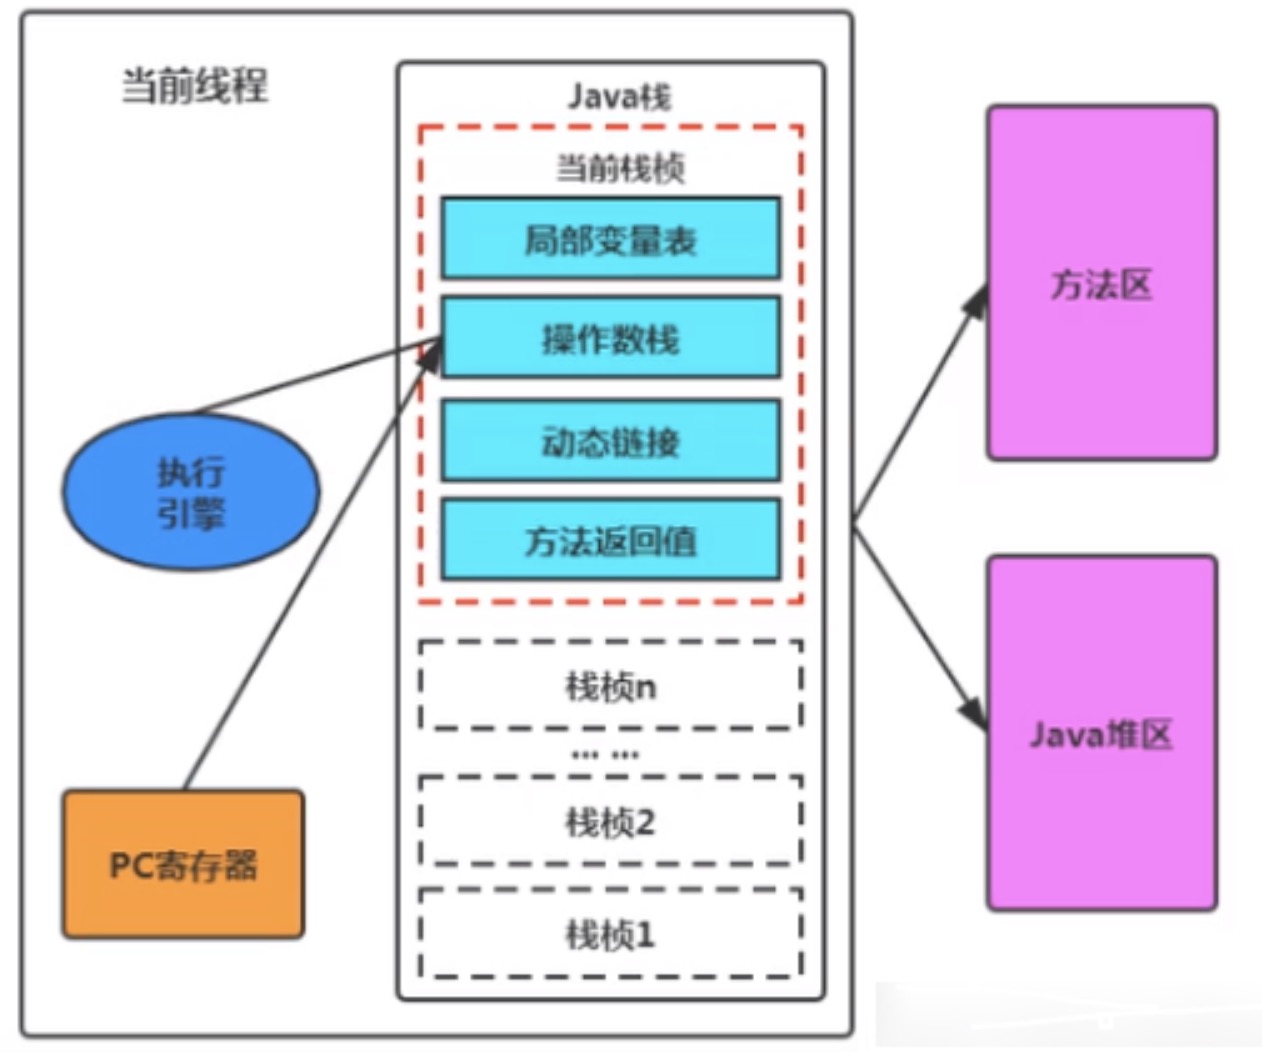 当前线程
Java栈
当前栈桢
局部变量表
操作数栈
动态链接
方法返回值
栈桢n
... ...
栈桢2
栈桢1
执行
引擎
PC寄存器
方法区
Java堆区